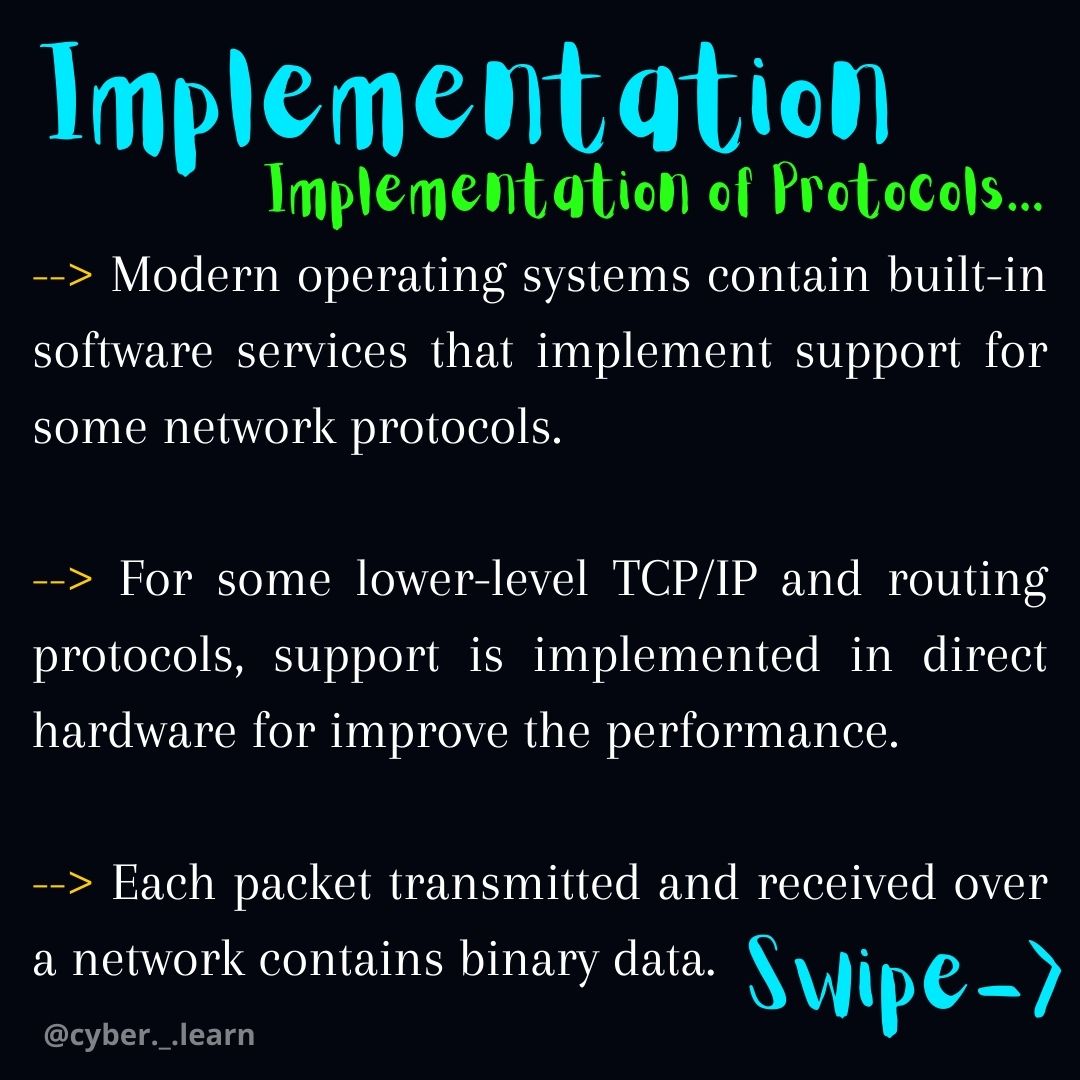 Implementation
Implementation of Protocols...
--> Modern operating systems contain built-in
software services that implement support for
some network protocols.
--> For some lower-level TCP/IP and routing
protocols, support is implemented in direct
hardware for improve the performance.
--> Each packet transmitted and received over
a network contains binary data.
Swipe->
@cyber._.learn